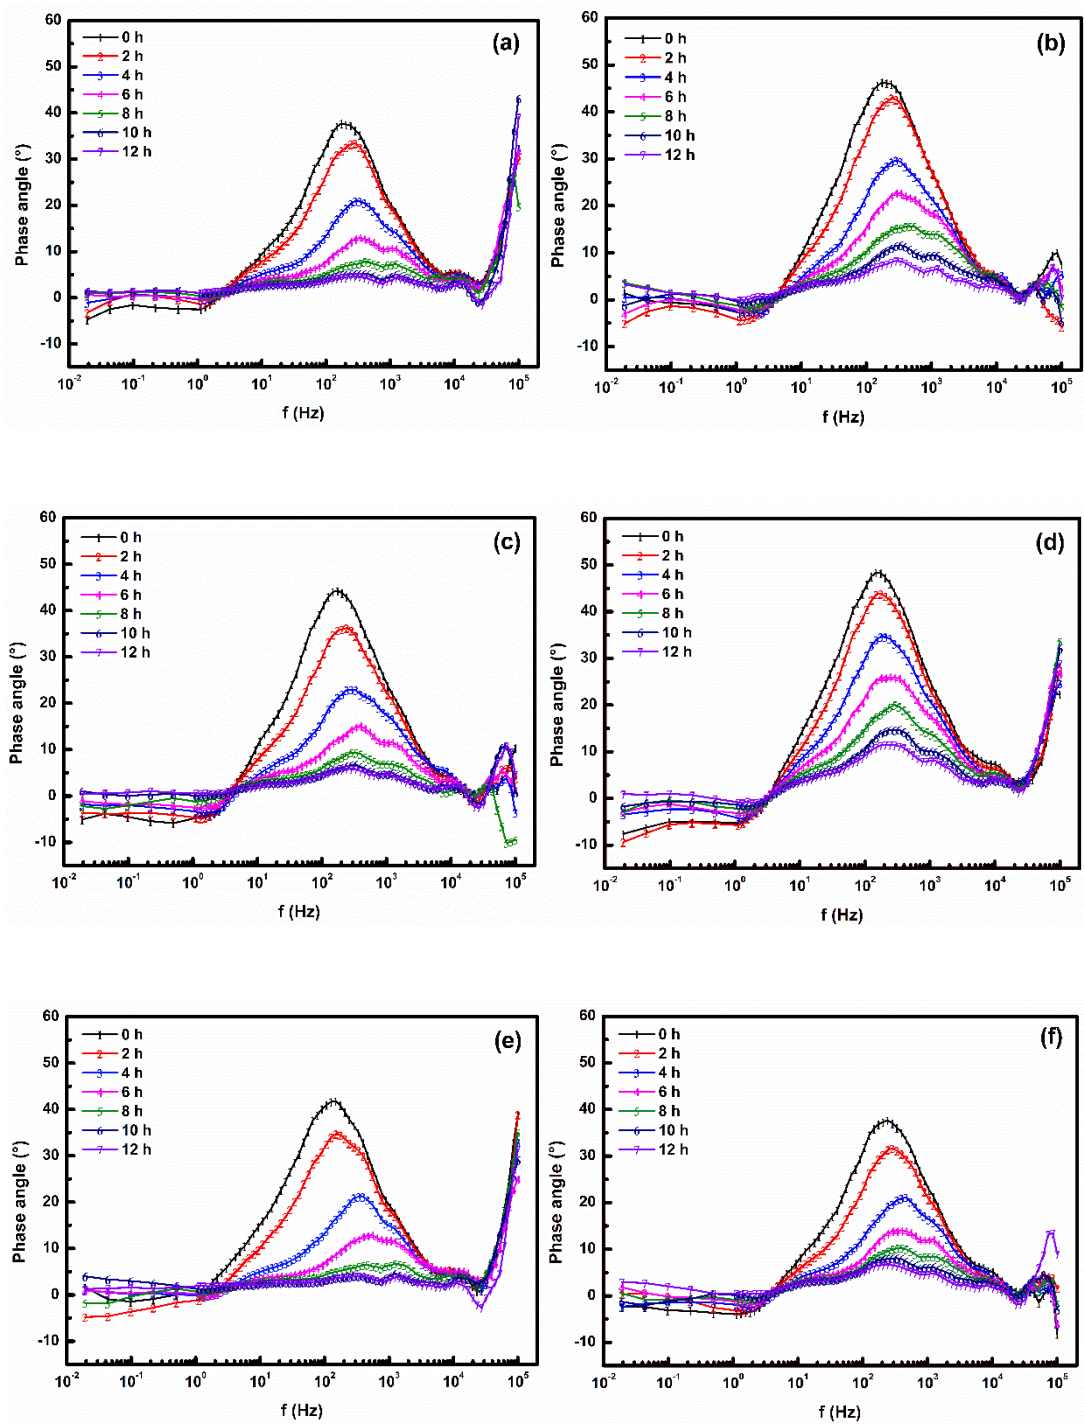 (a)
0 h
2 h
4 h
6 h
8 h
10 h
12 h
60
50
40
30
20
10
0
-10
Phase angle (°)
10⁻² 10⁻¹ 10⁰ 10¹ 10² 10³ 10⁴ 10⁵
f (Hz)
(b)
0 h
2 h
4 h
6 h
8 h
10 h
12 h
60
50
40
30
20
10
0
-10
Phase angle (°)
10⁻² 10⁻¹ 10⁰ 10¹ 10² 10³ 10⁴ 10⁵
f (Hz)
(c)
0 h
2 h
4 h
6 h
8 h
10 h
12 h
60
50
40
30
20
10
0
-10
Phase angle (°)
10⁻² 10⁻¹ 10⁰ 10¹ 10² 10³ 10⁴ 10⁵
f (Hz)
(d)
0 h
2 h
4 h
6 h
8 h
10 h
12 h
60
50
40
30
20
10
0
-10
Phase angle (°)
10⁻² 10⁻¹ 10⁰ 10¹ 10² 10³ 10⁴ 10⁵
f (Hz)
(e)
0 h
2 h
4 h
6 h
8 h
10 h
12 h
60
50
40
30
20
10
0
-10
Phase angle (°)
10⁻² 10⁻¹ 10⁰ 10¹ 10² 10³ 10⁴ 10⁵
f (Hz)
(f)
0 h
2 h
4 h
6 h
8 h
10 h
12 h
60
50
40
30
20
10
0
-10
Phase angle (°)
10⁻² 10⁻¹ 10⁰ 10¹ 10² 10³ 10⁴ 10⁵
f (Hz)